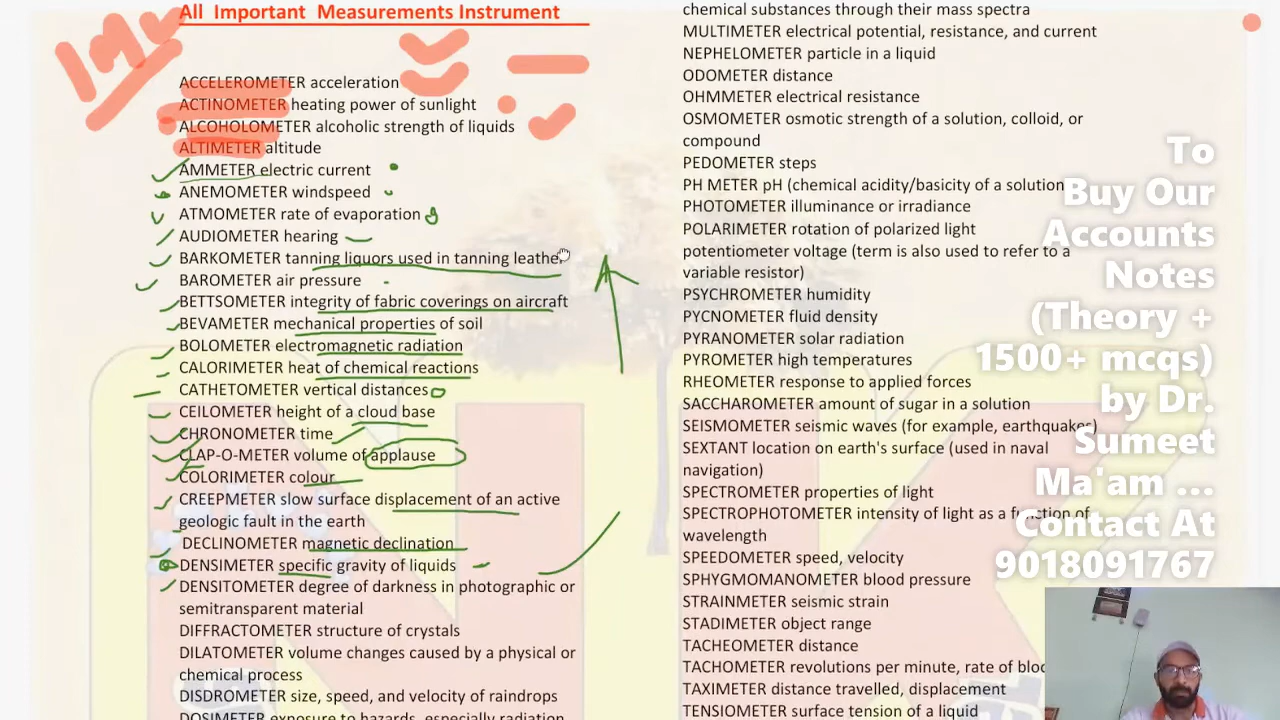 All Important Measurements Instrument
ACCELEROMETER acceleration
ACTINOMETER heating power of sunlight
ALCOHOLOMETER alcoholic strength of liquids
ALTIMETER altitude
AMMETER electric current
ANEMOMETER windspeed
ATMOMETER rate of evaporation
AUDIOMETER hearing
BARKOMETER tanning liquors used in tanning leather
BAROMETER air pressure
BETTSOMETER integrity of fabric coverings on aircraft
BEVAMETER mechanical properties of soil
BOLOMETER electromagnetic radiation
CALORIMETER heat of chemical reactions
CATHETOMETER vertical distances
CEILOMETER height of a cloud base
CHRONOMETER time
CLAP-O-METER volume of applause
COLORIMETER colour
CREEPMETER slow surface displacement of an active
geologic fault in the earth
DECLINOMETER magnetic declination
DENSIMETER specific gravity of liquids
DENSITOMETER degree of darkness in photographic or
semitransparent material
DIFFRACTOMETER structure of crystals
DILATOMETER volume changes caused by a physical or
chemical process
DISDROMETER size, speed, and velocity of raindrops
DOSIMETER exposure to hazards, especially radiation
chemical substances through their mass spectra
MULTIMETER electrical potential, resistance, and current
NEPHELOMETER particle in a liquid
ODOMETER distance
OHMMETER electrical resistance
OSMOMETER osmotic strength of a solution, colloid, or
compound
PEDOMETER steps
PH METER pH (chemical acidity/basicity of a solution
PHOTOMETER illuminance or irradiance
POLARIMETER rotation of polarized light
potentiometer voltage (term is also used to refer to a
variable resistor)
PSYCHROMETER humidity
PYCNOMETER fluid density
PYRANOMETER solar radiation
PYROMETER high temperatures
RHEOMETER response to applied forces
SACCHAROMETER amount of sugar in a solution
SEISMOMETER seismic waves (for example, earthquakes)
SEXTANT location on earth's surface (used in naval
navigation)
SPECTROMETER properties of light
SPECTROPHOTOMETER intensity of light as a function of
wavelength
SPEEDOMETER speed, velocity
SPHYGMOMANOMETER blood pressure
STRAINMETER seismic strain
STADIMETER object range
TACHEOMETER distance
TACHOMETER revolutions per minute, rate of
TAXIMETER distance travelled, displacement
TENSIOMETER surface tension of a liquid
To
Buy Our
Accounts
Notes
(Theory +
1500+ mcqs)
by Dr.
Sumeet
Ma'am ...
Contact At
9018091767